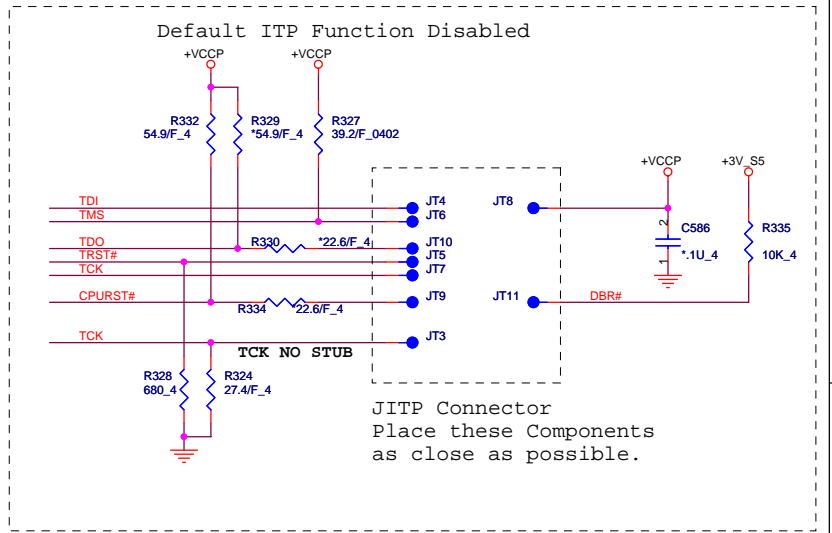 Default ITP Function Disabled
+VCCP
+VCCP
R332
54.9/F_4
R329
*54.9/F_4
R327
39.2/F_0402
+VCCP
+3V_S5
TDI
JT4
JT8
TMS
JT6
2
C586
R335
TDO
R330
*22.6/F_4
JT10
*.1U_4
10K_4
TRST#
JT5
1
TCK
JT7
CPURST#
R334
*22.6/F_4
JT9
JT11
DBR#
TCK
JT3
TCK NO STUB
R328
680_4
R324
27.4/F_4
JITP Connector
Place these Components
as close as possible.